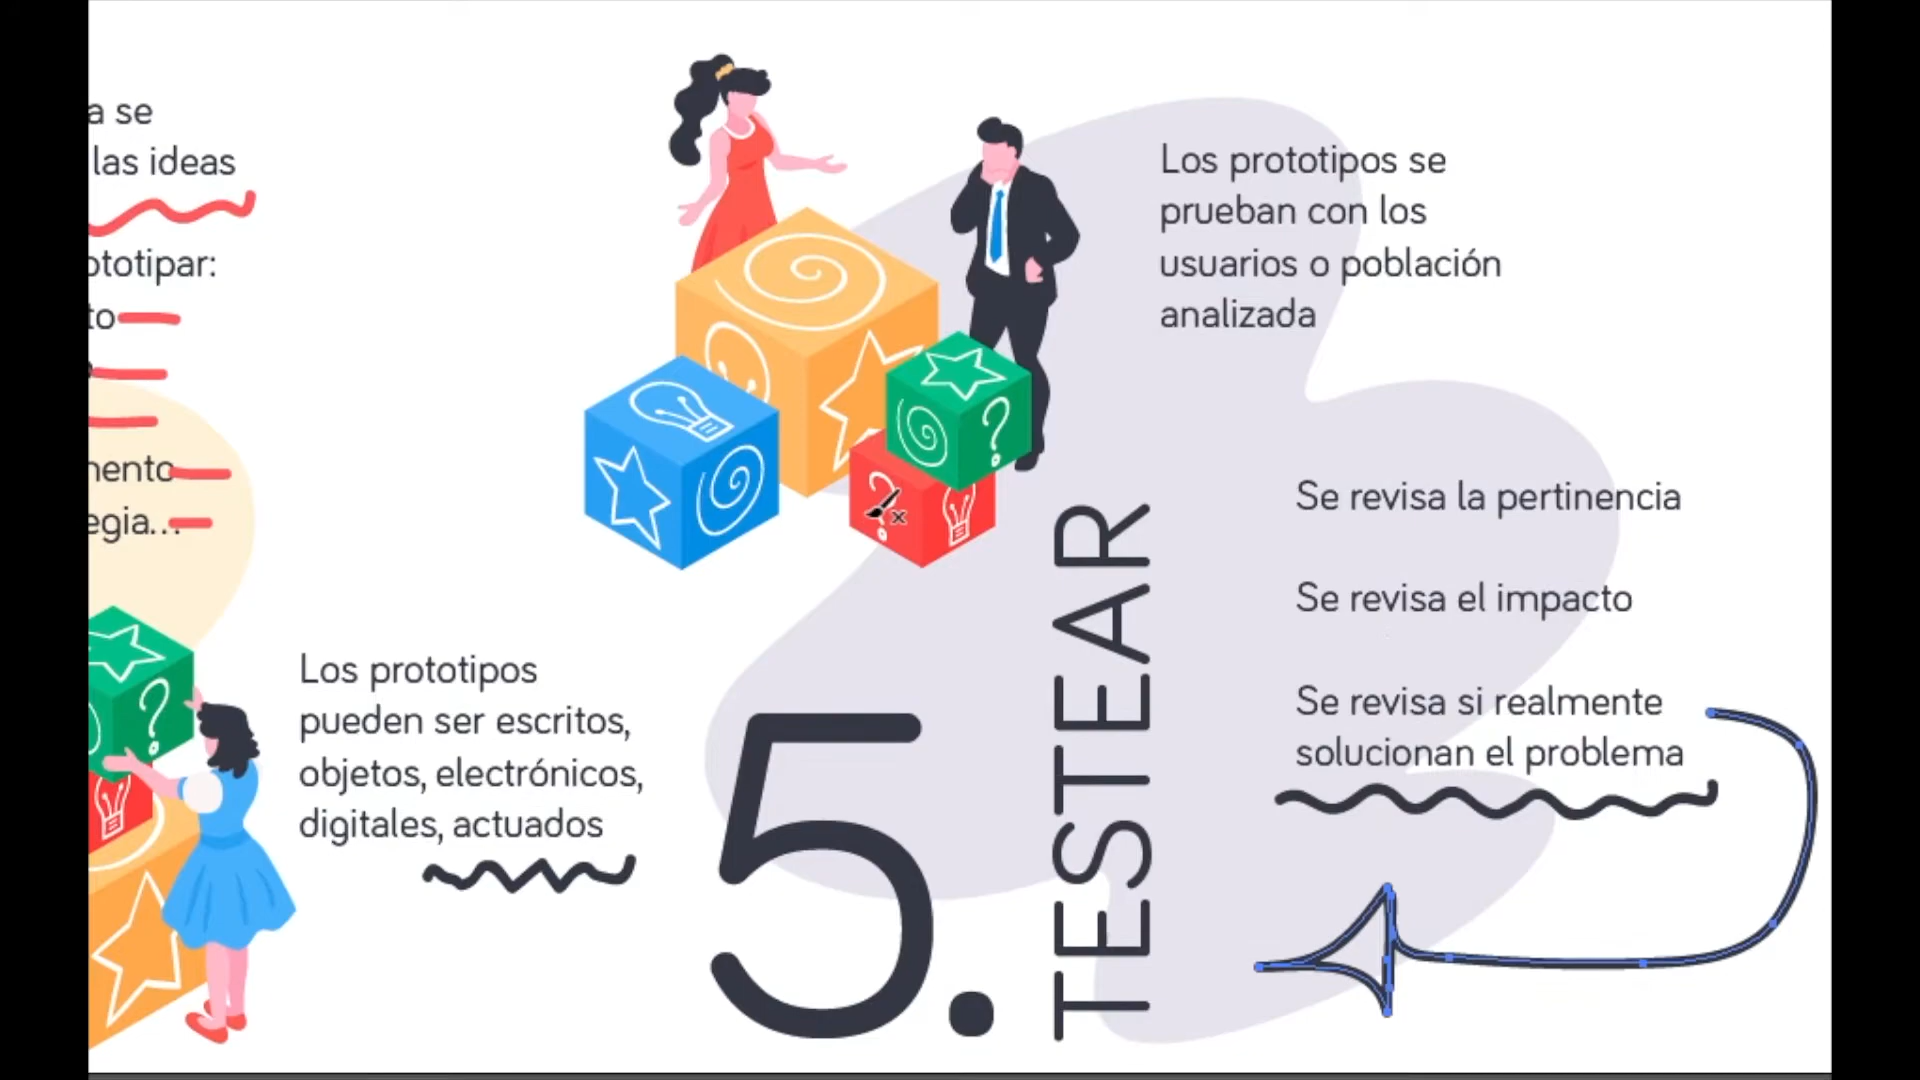 a se
las ideas
ototipar:
to
mento
egia...
Los prototipos
pueden ser escritos,
objetos, electrónicos,
digitales, actuados
5.
TESTEAR
Los prototipos se
prueban con los
usuarios o población
analizada
Se revisa la pertinencia
Se revisa el impacto
Se revisa si realmente
solucionan el problema